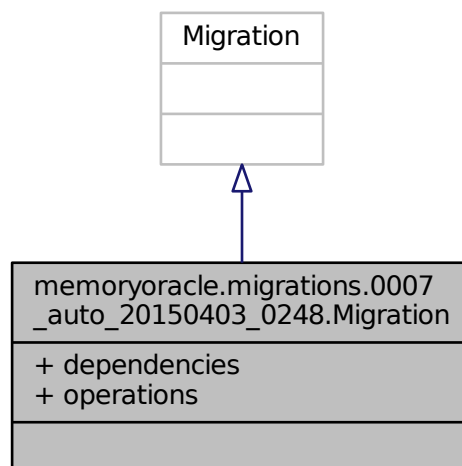 Migration
memoryoracle.migrations.0007
_auto_20150403_0248.Migration
+ dependencies
+ operations